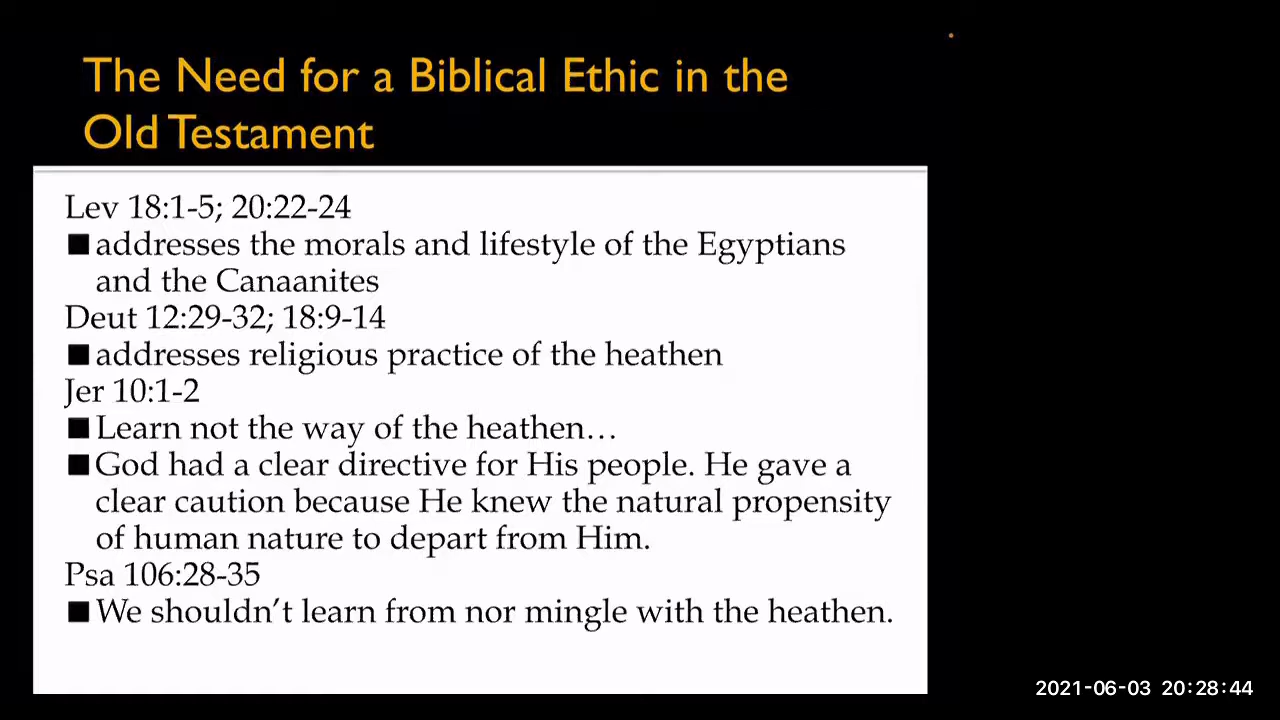 The Need for a Biblical Ethic in the
Old Testament
Lev 18:1-5; 20:22-24
■ addresses the morals and lifestyle of the Egyptians
and the Canaanites
Deut 12:29-32; 18:9-14
■ addresses religious practice of the heathen
Jer 10:1-2
■ Learn not the way of the heathen…
■ God had a clear directive for His people. He gave a
clear caution because He knew the natural propensity
of human nature to depart from Him.
Psa 106:28-35
■ We shouldn’t learn from nor mingle with the heathen.
2021-06-03 20:28:44